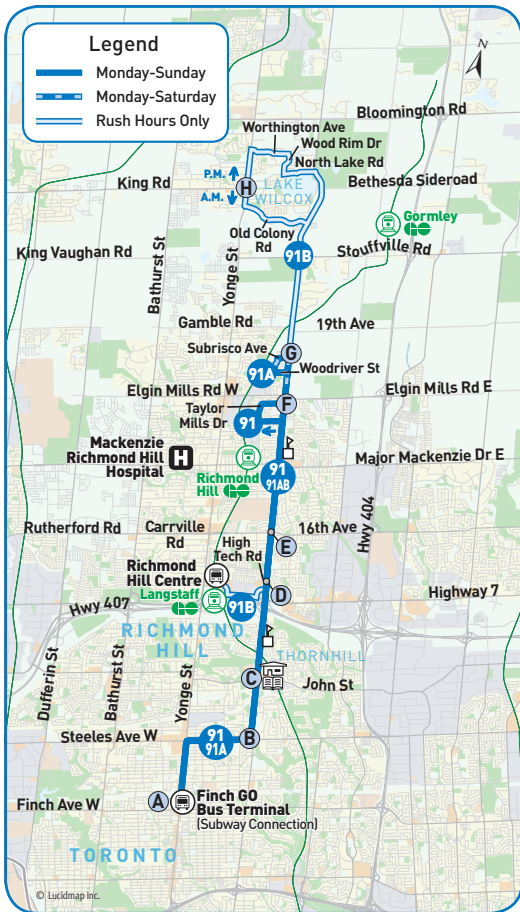 Legend
Monday-Sunday
Monday-Saturday
Rush Hours Only
N
Bloomington Rd
Worthington Ave
Wood Rim Dr
North Lake Rd
P.M.
King Rd
H
LAKE
WILCOX
Bethesda Sideroad
A.M.
Gormley
Old Colony
Rd
King Vaughan Rd
91B
Stouffville Rd
Bathurst St
Yonge St
Gamble Rd
19th Ave
Subrisco Ave
G
91A
Woodriver St
Elgin Mills Rd W
Elgin Mills Rd E
Taylor
Mills Dr
F
91
Mackenzie
Richmond Hill
Hospital
H
Major Mackenzie Dr E
Richmond
Hill
91
91AB
Rutherford Rd
Carrville
Rd
16th Ave
Hwy 404
High
Tech Rd
E
Richmond
Hill Centre
Langstaff
D
Highway 7
Hwy 407
91B
RICHMOND
HILL
THORNHILL
Dufferin St
Bathurst St
Yonge St
C
John St
Steeles Ave W
91
91A
B
Finch Ave W
A
Finch GO
Bus Terminal
(Subway Connection)
TORONTO
© Lucidmap Inc.